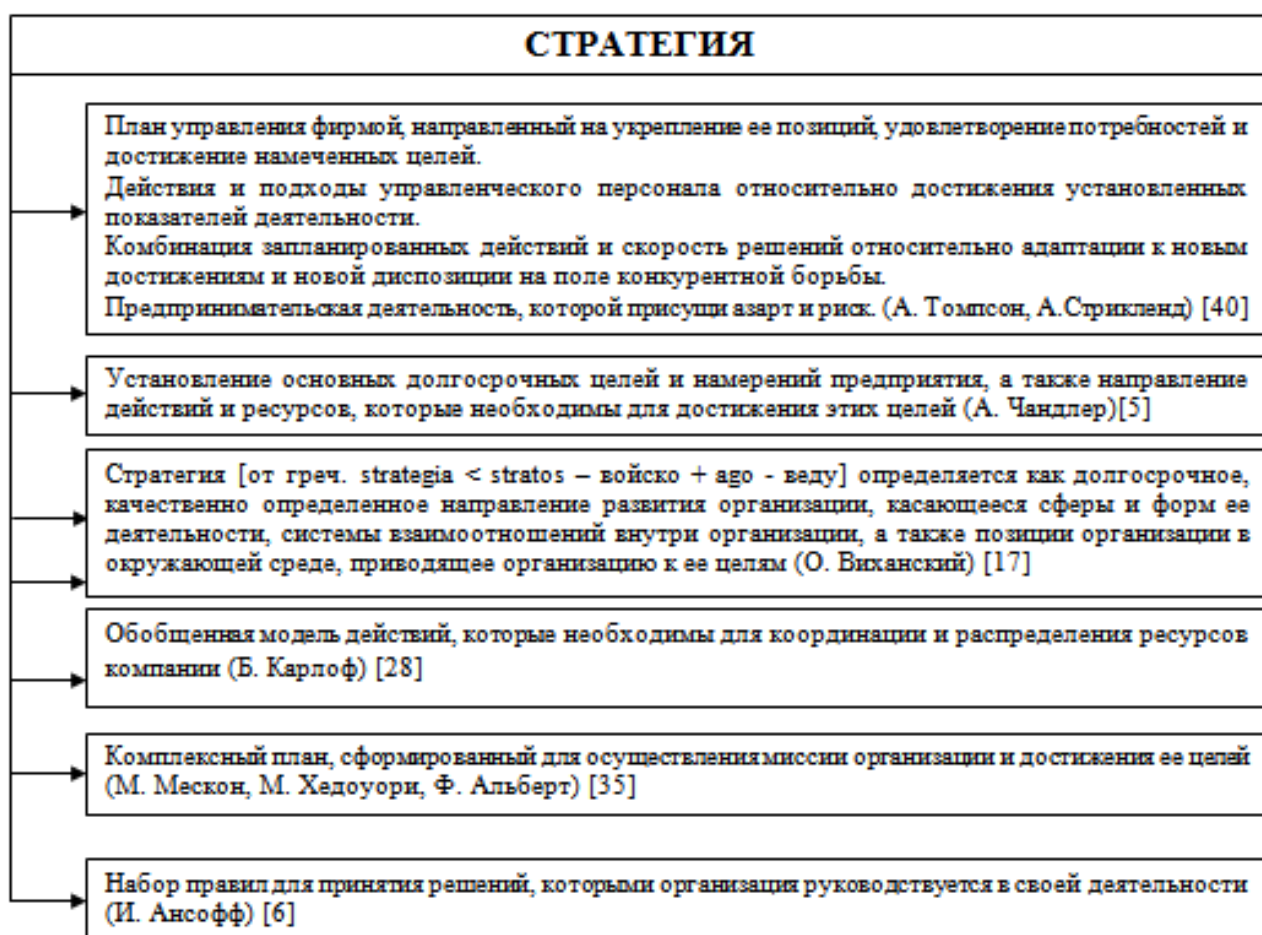 СТРАТЕГИЯ
План управления фирмой, направленный на укрепление ее позиций, удовлетворение потребностей и
достижение намеченных целей.
Действия и подходы управленческого персонала относительно достижения установленных
показателей деятельности.
Комбинация запланированных действий и скорость решений относительно адаптации к новым
достижениям и новой диспозиции на поле конкурентной борьбы.
Предпринимательская деятельность, которой присущи азарт и риск. (А. Томпсон, А.Стрикленд) [40]
Установление основных долгосрочных целей и намерений предприятия, а также направление
действий и ресурсов, которые необходимы для достижения этих целей (А. Чандлер)[5]
Стратегия [от греч. strategia < stratos – войско + ago - веду] определяется как долгосрочное,
качественно определенное направление развития организации, касающееся сферы и форм ее
деятельности, системы взаимоотношений внутри организации, а также позиции организации в
окружающей среде, приводящее организацию к ее целям (О. Виханский) [17]
Обобщенная модель действий, которые необходимы для координации и распределения ресурсов
компании (Б. Карлоф) [28]
Комплексный план, сформированный для осуществления миссии организации и достижения ее целей
(М. Мескон, М. Хедоуори, Ф. Альберт) [35]
Набор правил для принятия решений, которыми организация руководствуется в своей деятельности
(И. Ансофф) [6]